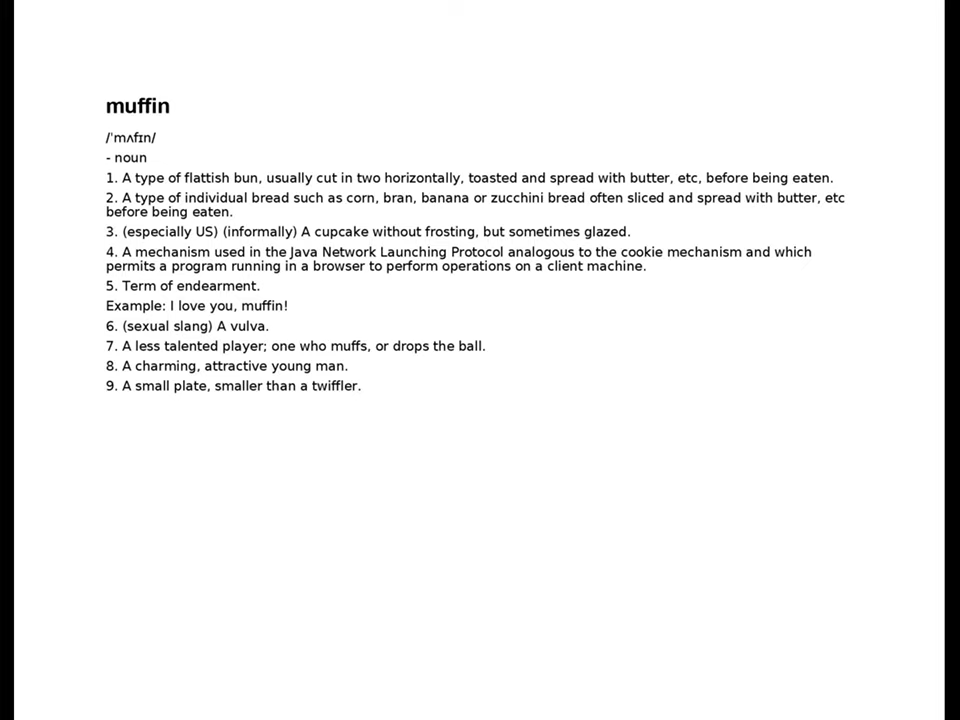 muffin
/ˈmʌfɪn/
- noun
1. A type of flattish bun, usually cut in two horizontally, toasted and spread with butter, etc, before being eaten.
2. A type of individual bread such as corn, bran, banana or zucchini bread often sliced and spread with butter, etc
before being eaten.
3. (especially US) (informally) A cupcake without frosting, but sometimes glazed.
4. A mechanism used in the Java Network Launching Protocol analogous to the cookie mechanism and which
permits a program running in a browser to perform operations on a client machine.
5. Term of endearment.
Example: I love you, muffin!
6. (sexual slang) A vulva.
7. A less talented player; one who muffs, or drops the ball.
8. A charming, attractive young man.
9. A small plate, smaller than a twiffler.